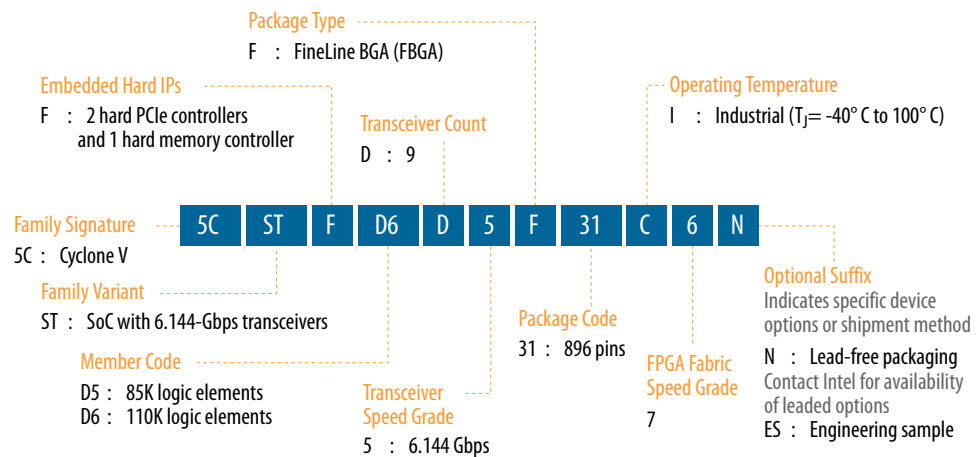 Package Type
F : FineLine BGA (FBGA)
Embedded Hard IPs
F : 2 hard PCIe controllers
and 1 hard memory controller
Transceiver Count
D : 9
Operating Temperature
I : Industrial (TJ= -40° C to 100° C)
5C ST F D6 D 5 F 31 C 6 N
Family Signature
5C : Cyclone V
Family Variant
ST : SoC with 6.144-Gbps transceivers
Member Code
D5 : 85K logic elements
D6 : 110K logic elements
Transceiver
Speed Grade
5 : 6.144 Gbps
Package Code
31 : 896 pins
FPGA Fabric
Speed Grade
7
Optional Suffix
Indicates specific device
options or shipment method
N : Lead-free packaging
Contact Intel for availability
of leaded options
ES : Engineering sample